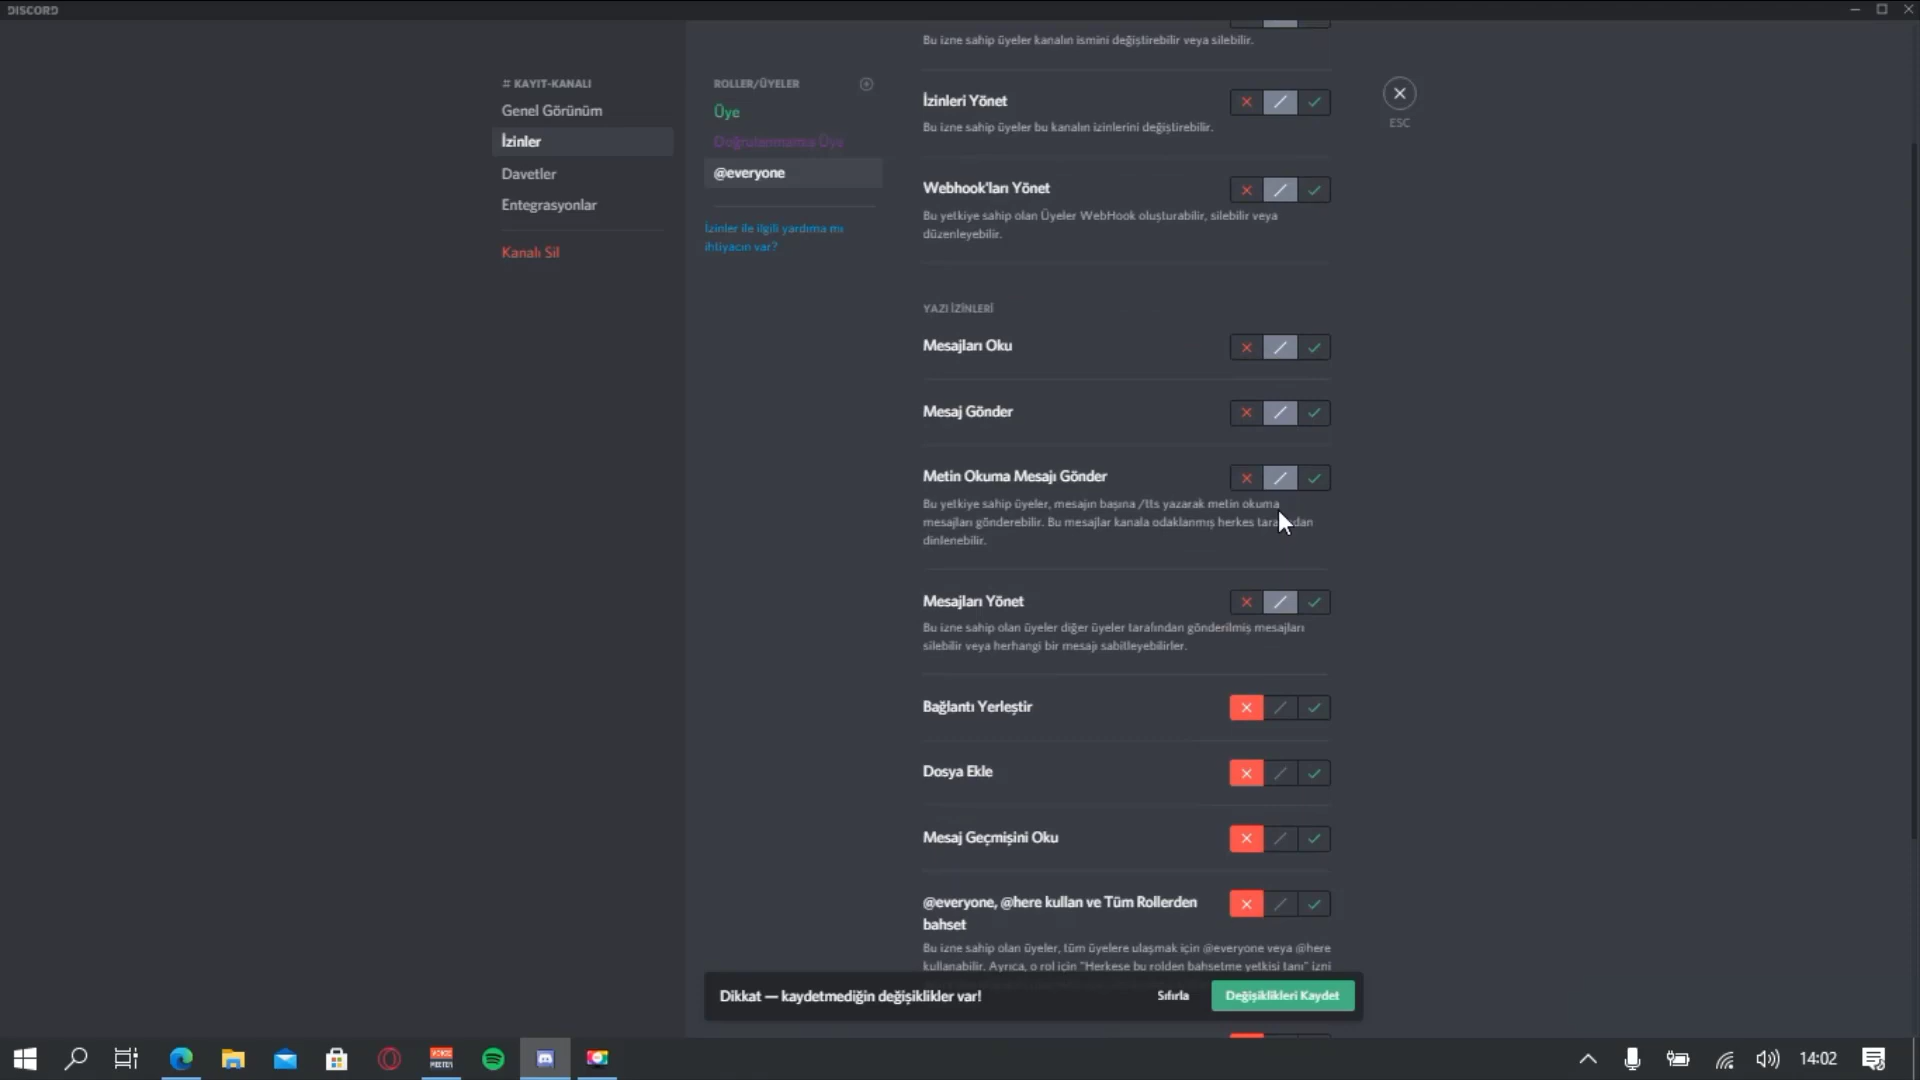 DISCORD
# KAYIT-KANALI
Genel Görünüm
İzinler
Davetler
Entegrasyonlar
Kanalı Sil
ROLLER/ÜYELER
Üye
Doğrulanmamış Üye
@everyone
İzinler ile ilgili yardıma mı
ihtiyacın var?
Bu izne sahip üyeler kanalın ismini değiştirebilir veya silebilir.
İzinleri Yönet
Bu izne sahip üyeler bu kanalın izinlerini değiştirebilir.
Webhook'ları Yönet
Bu yetkiye sahip olan Üyeler WebHook oluşturabilir, silebilir veya
düzenleyebilir.
YAZI İZİNLERİ
Mesajları Oku
Mesaj Gönder
Metin Okuma Mesajı Gönder
Bu yetkiye sahip üyeler, mesajın başına /tts yazarak metin okuma
mesajları gönderebilir. Bu mesajlar kanala odaklanmış herkes tarafından
dinlenebilir.
Mesajları Yönet
Bu izne sahip olan üyeler diğer üyeler tarafından gönderilmiş mesajları
silebilir veya herhangi bir mesajı sabitleyebilirler.
Bağlantı Yerleştir
Dosya Ekle
Mesaj Geçmişini Oku
@everyone, @here kullan ve Tüm Rollerden
bahset
Bu izne sahip olan üyeler, tüm üyelere ulaşmak için @everyone veya @here
kullanabilir. Ayrıca, o rol için "Herkese bu rolden bahsetme yetkisi tanı" izni
Dikkat — kaydetmediğin değişiklikler var!
Sıfırla
Değişiklikleri Kaydet
ESC
VOICE
MEETER
14:02